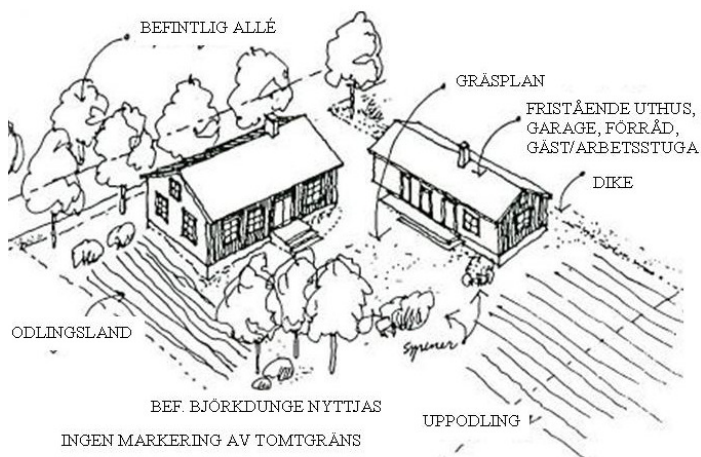 BEFINTLIG ALLÉ
GRÄSPLAN
FRISTÅENDE UTHUS,
GARAGE, FÖRRÅD,
GÄST/ARBETSSTUGA
DIKE
ODLINGSLAND
Syrener
BEF. BJÖRKDUNGE NYTTJAS
UPPODLING
INGEN MARKERING AV TOMTGRÄNS